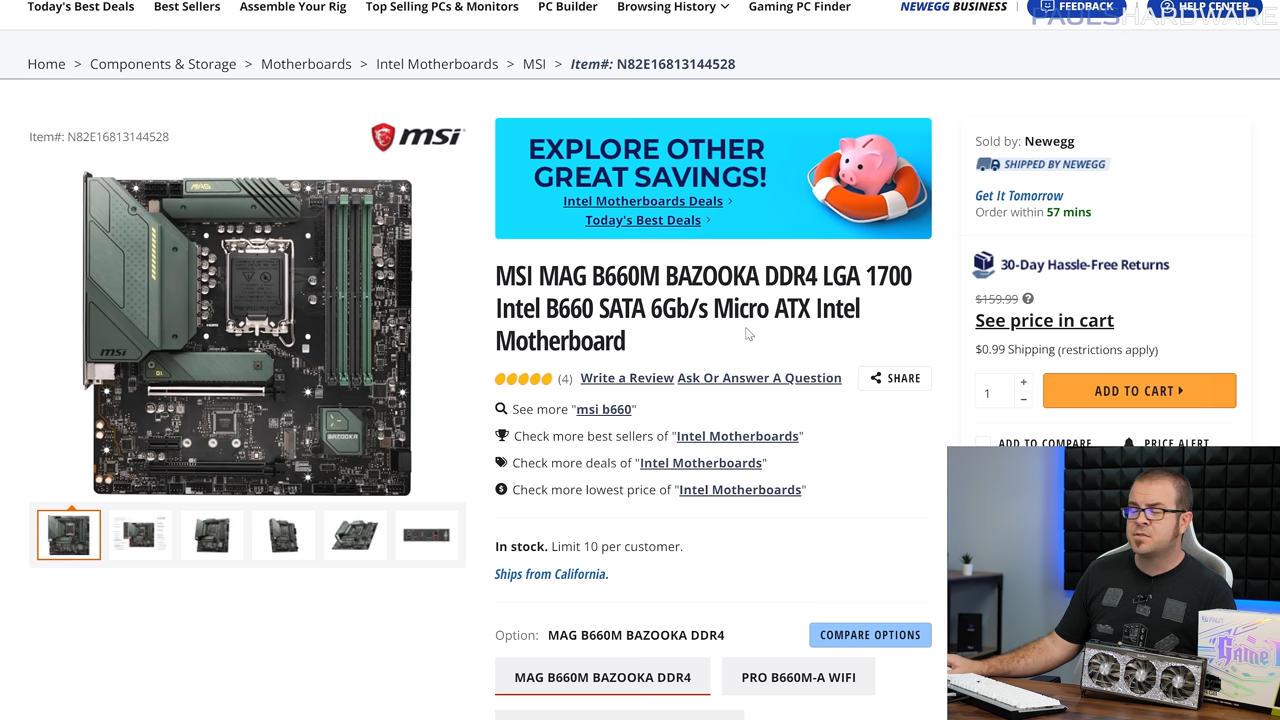 Today's Best Deals Best Sellers Assemble Your Rig Top Selling PCs & Monitors PC Builder Browsing History Gaming PC Finder NEWEGG BUSINESS FEEDBACK HELP CENTER
PAULSHARDWARE
Home > Components & Storage > Motherboards > Intel Motherboards > MSI > Item#: N82E16813144528
Item#: N82E16813144528
msi
MAG
msi
BAZOOKA
EXPLORE OTHER
GREAT SAVINGS!
Intel Motherboards Deals >
Today's Best Deals >
MSI MAG B660M BAZOOKA DDR4 LGA 1700
Intel B660 SATA 6Gb/s Micro ATX Intel
Motherboard
(4) Write a Review Ask Or Answer A Question SHARE
See more "msi b660"
Check more best sellers of "Intel Motherboards"
Check more deals of "Intel Motherboards"
Check more lowest price of "Intel Motherboards"
In stock. Limit 10 per customer.
Ships from California.
Option: MAG B660M BAZOOKA DDR4 COMPARE OPTIONS
MAG B660M BAZOOKA DDR4 PRO B660M-A WIFI
Sold by: Newegg
SHIPPED BY NEWEGG
Get It Tomorrow
Order within 57 mins
30-Day Hassle-Free Returns
$159.99 ?
See price in cart
$0.99 Shipping (restrictions apply)
1 + − ADD TO CART
ADD TO COMPARE PRICE ALERT
PALIT
GAME